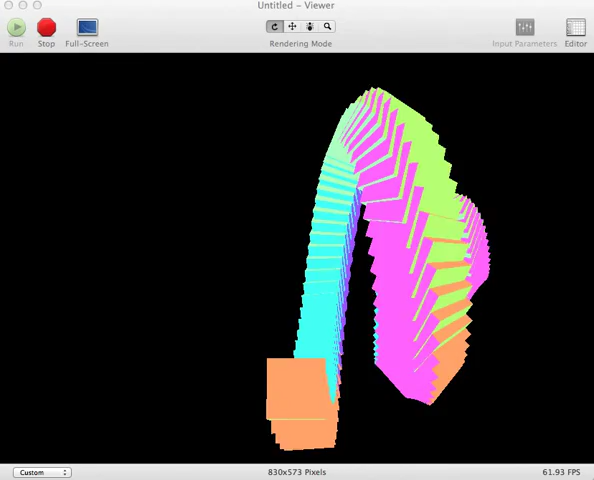 Untitled - Viewer
Run Stop Full-Screen Rendering Mode Input Parameters Editor
Custom 830x573 Pixels 61.93 FPS